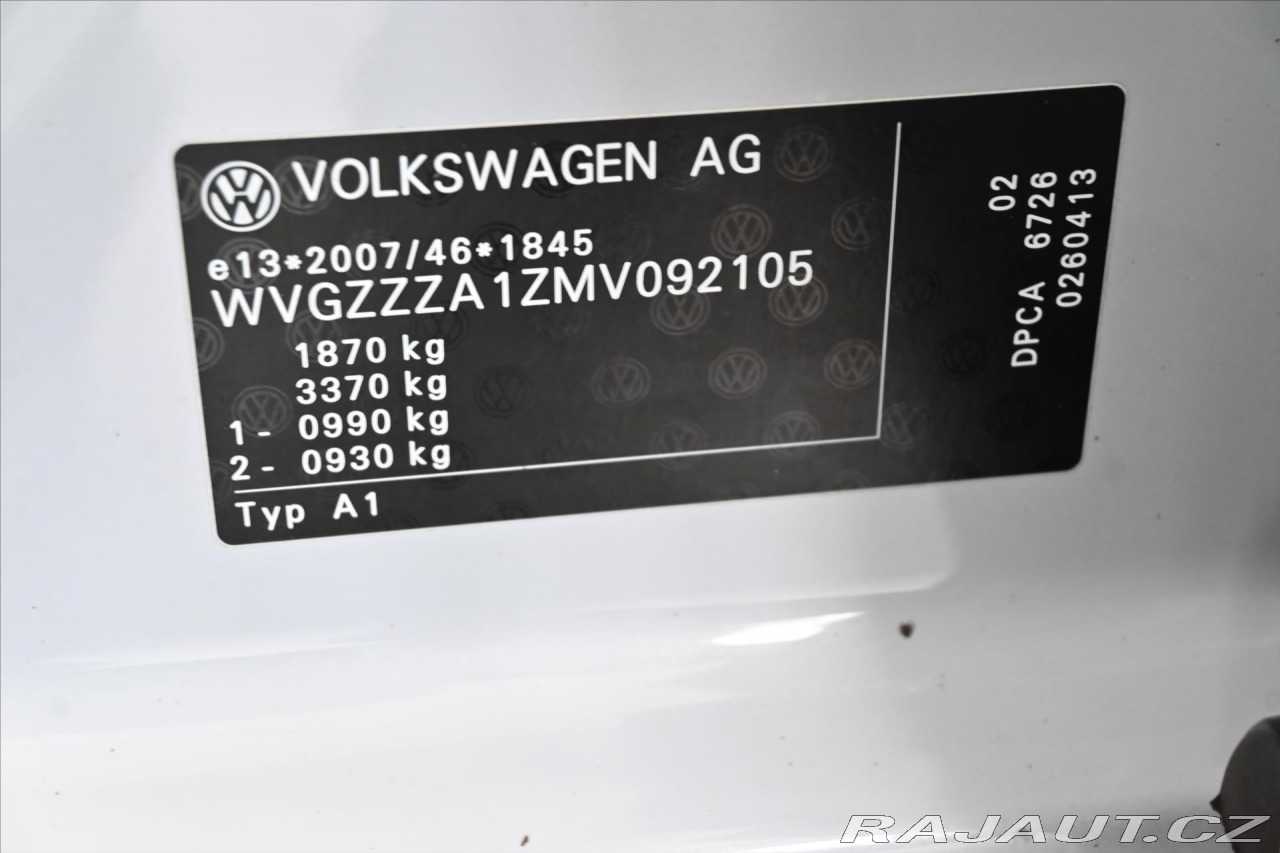 VOLKSWAGEN AG
e13*2007/46*1845
WVGZZZA1ZMV092105
1870 kg
3370 kg
1- 0990 kg
2- 0930 kg
Typ A1
02
DPCA 6726
0260413
RAJAUT.CZ